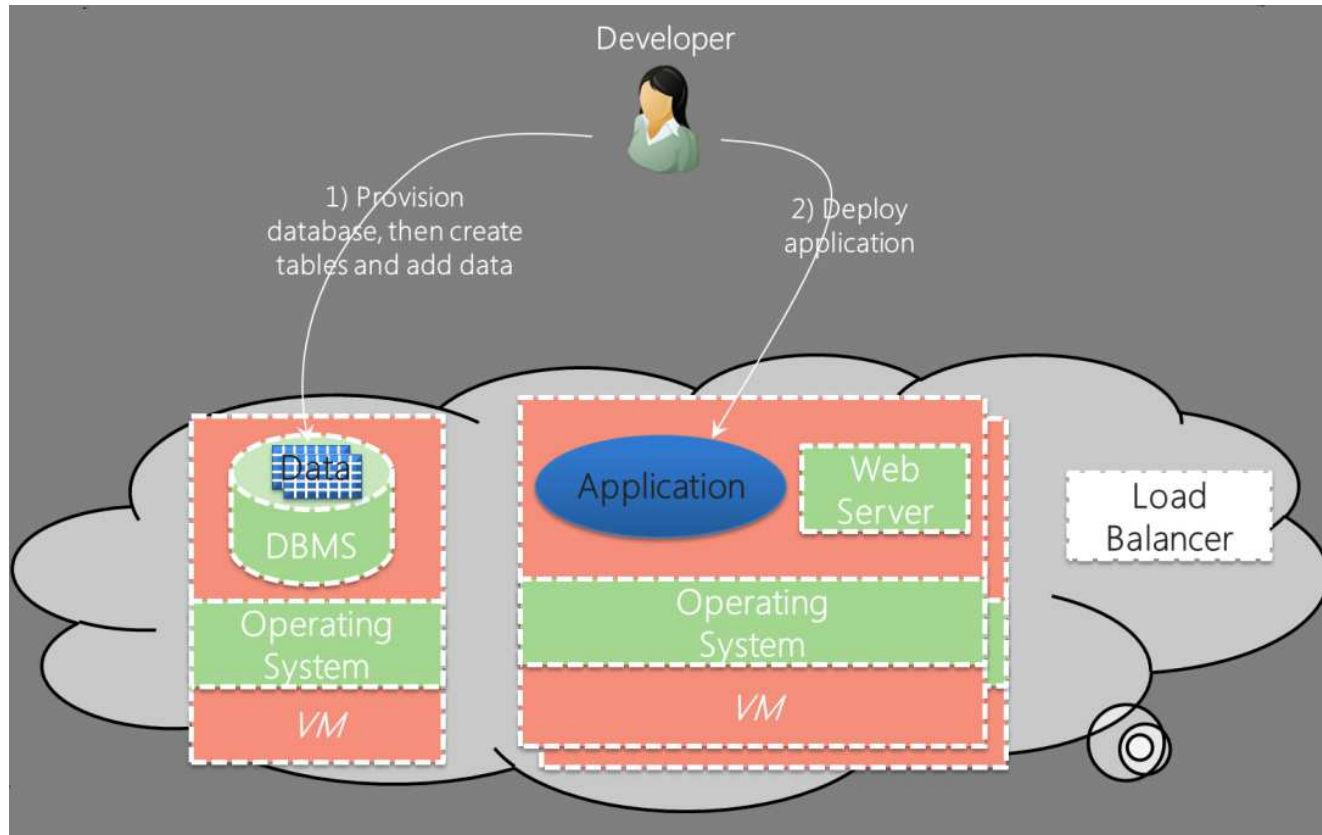 Developer
1) Provision
database, then create
tables and add data
2) Deploy
application
Data
DBMS
Operating
System
VM
Application
Web
Server
Operating
System
VM
Load
Balancer